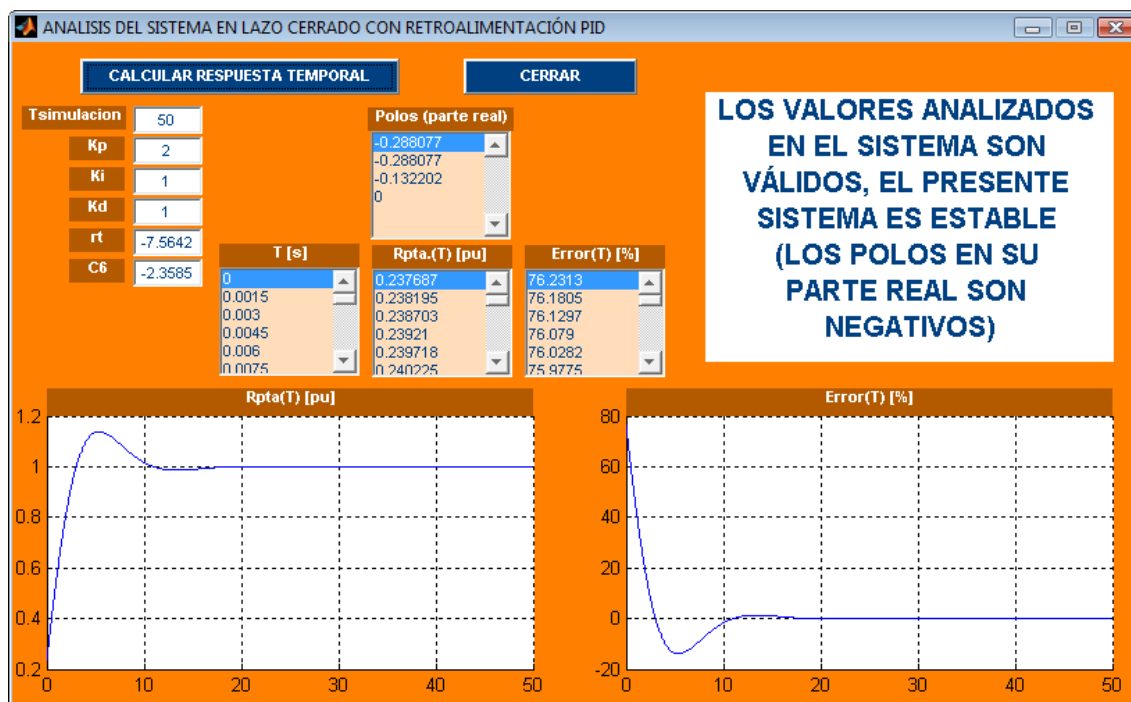 ANALISIS DEL SISTEMA EN LAZO CERRADO CON RETROALIMENTACIÓN PID
CALCULAR RESPUESTA TEMPORAL
CERRAR
Tsimulacion 50
Kp 2
Ki 1
Kd 1
rt -7.5642
C6 -2.3585
Polos (parte real)
-0.288077
-0.288077
-0.132202
0
T [s]
0
0.0015
0.003
0.0045
0.006
0.0075
Rpta.(T) [pu]
0.237687
0.238195
0.238703
0.23921
0.239718
0.240225
Error(T) [%]
76.2313
76.1805
76.1297
76.079
76.0282
75.9775
LOS VALORES ANALIZADOS
EN EL SISTEMA SON
VÁLIDOS, EL PRESENTE
SISTEMA ES ESTABLE
(LOS POLOS EN SU
PARTE REAL SON
NEGATIVOS)
Rpta(T) [pu]
1.2
1
0.8
0.6
0.4
0.2
0 10 20 30 40 50
Error(T) [%]
80
60
40
20
0
-20
0 10 20 30 40 50